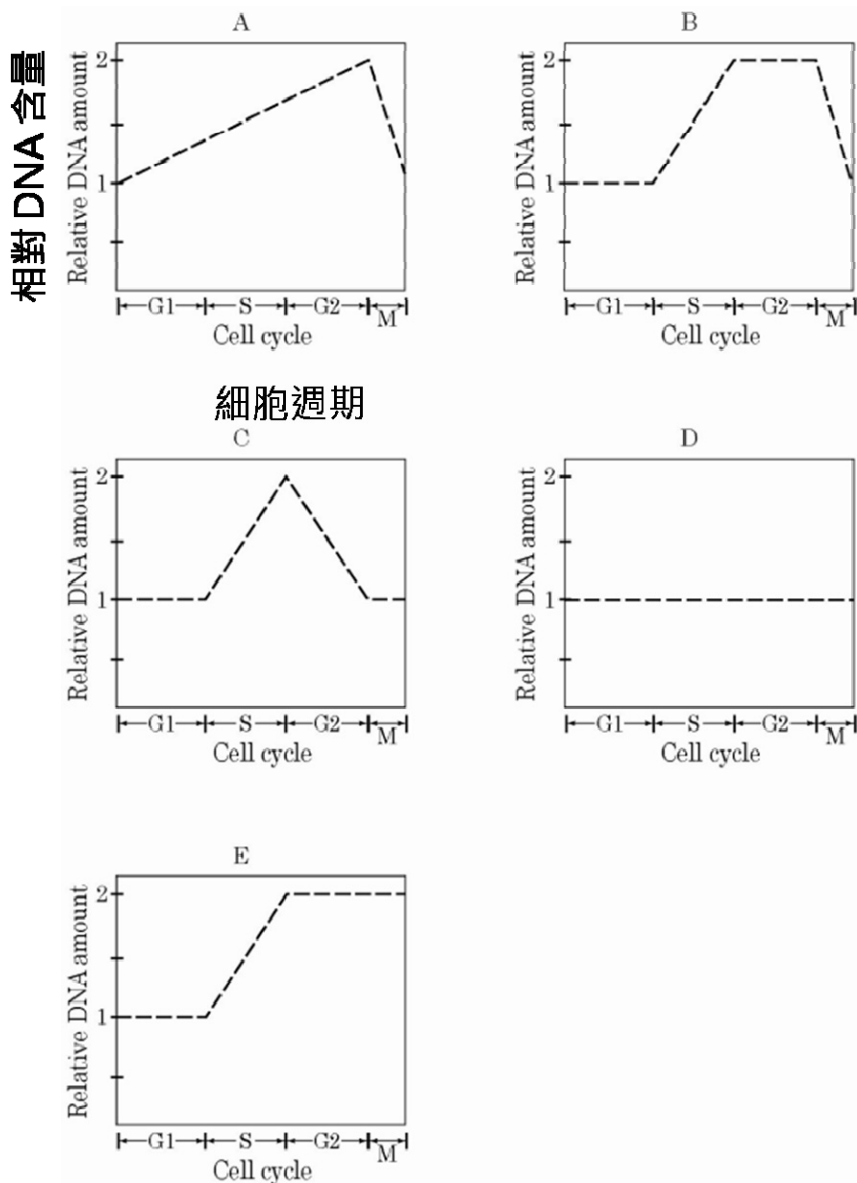 相對 DNA 含量
A
Relative DNA amount
2
1
G1 S G2 M
Cell cycle
B
Relative DNA amount
2
1
G1 S G2 M
Cell cycle
細胞週期
C
Relative DNA amount
2
1
G1 S G2 M
Cell cycle
D
Relative DNA amount
2
1
G1 S G2 M
Cell cycle
E
Relative DNA amount
2
1
G1 S G2 M
Cell cycle